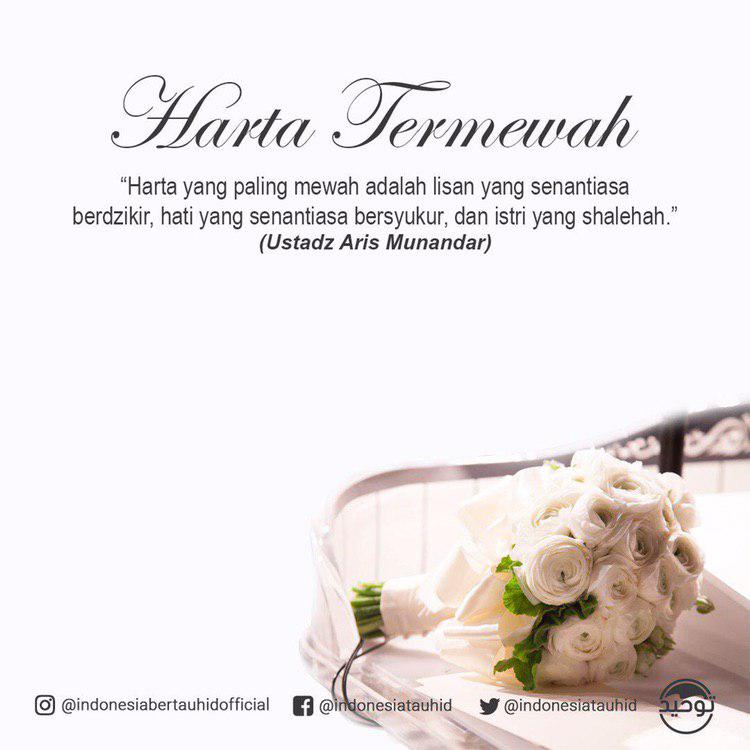 Harta Termewah
“Harta yang paling mewah adalah lisan yang senantiasa
berdzikir, hati yang senantiasa bersyukur, dan istri yang shalehah.”
(Ustadz Aris Munandar)
@indonesiabertauhidofficial @indonesiatauhid @indonesiatauhid توحيد